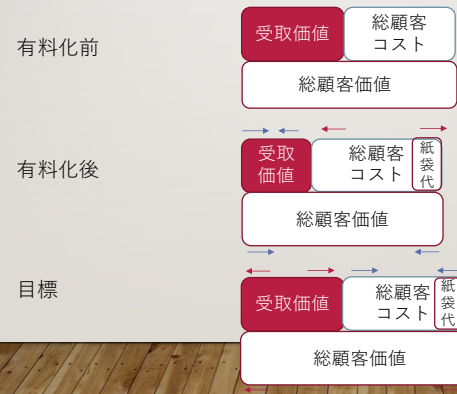 有料化前
受取価値
総顧客
コスト
総顧客価値
有料化後
受取
価値
総顧客
コスト
紙
袋
代
総顧客価値
目標
受取価値
総顧客
コスト
紙
袋
代
総顧客価値